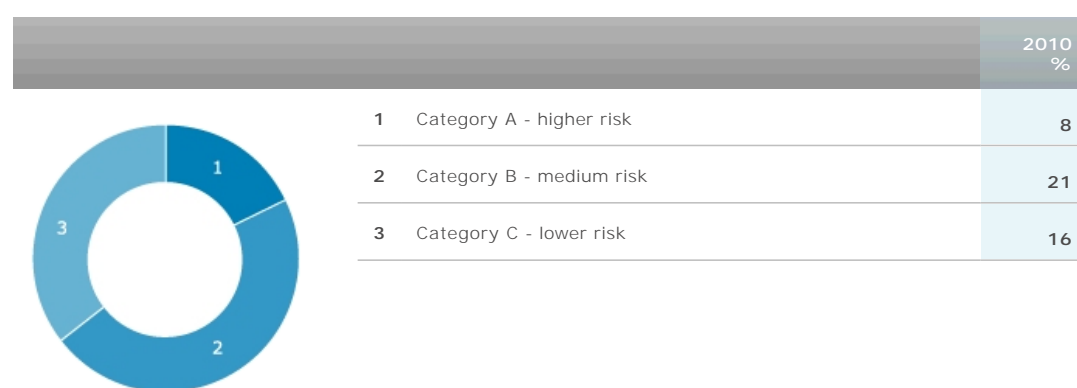 2010
%
1 Category A - higher risk 8
2 Category B - medium risk 21
3 Category C - lower risk 16
1
3
2